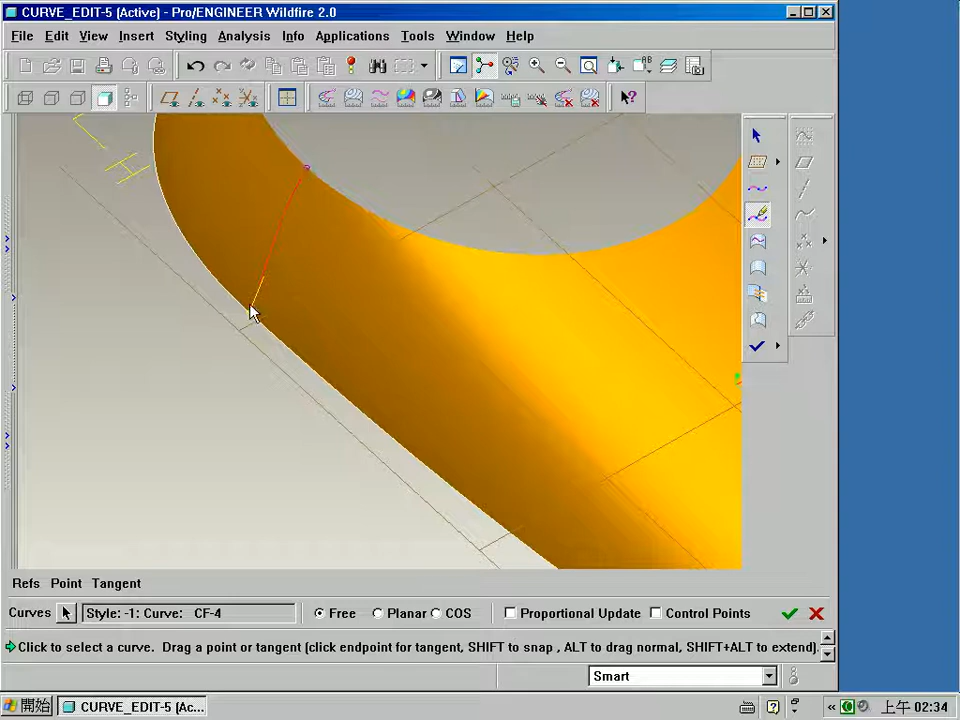 CURVE_EDIT-5 (Active) - Pro/ENGINEER Wildfire 2.0
File Edit View Insert Styling Analysis Info Applications Tools Window Help
Refs Point Tangent
Curves Style: -1: Curve: CF-4 Free Planar COS Proportional Update Control Points
Click to select a curve. Drag a point or tangent (click endpoint for tangent, SHIFT to snap , ALT to drag normal, SHIFT+ALT to extend).
Smart
開始 CURVE_EDIT-5 (Ac... « 上午 02:34